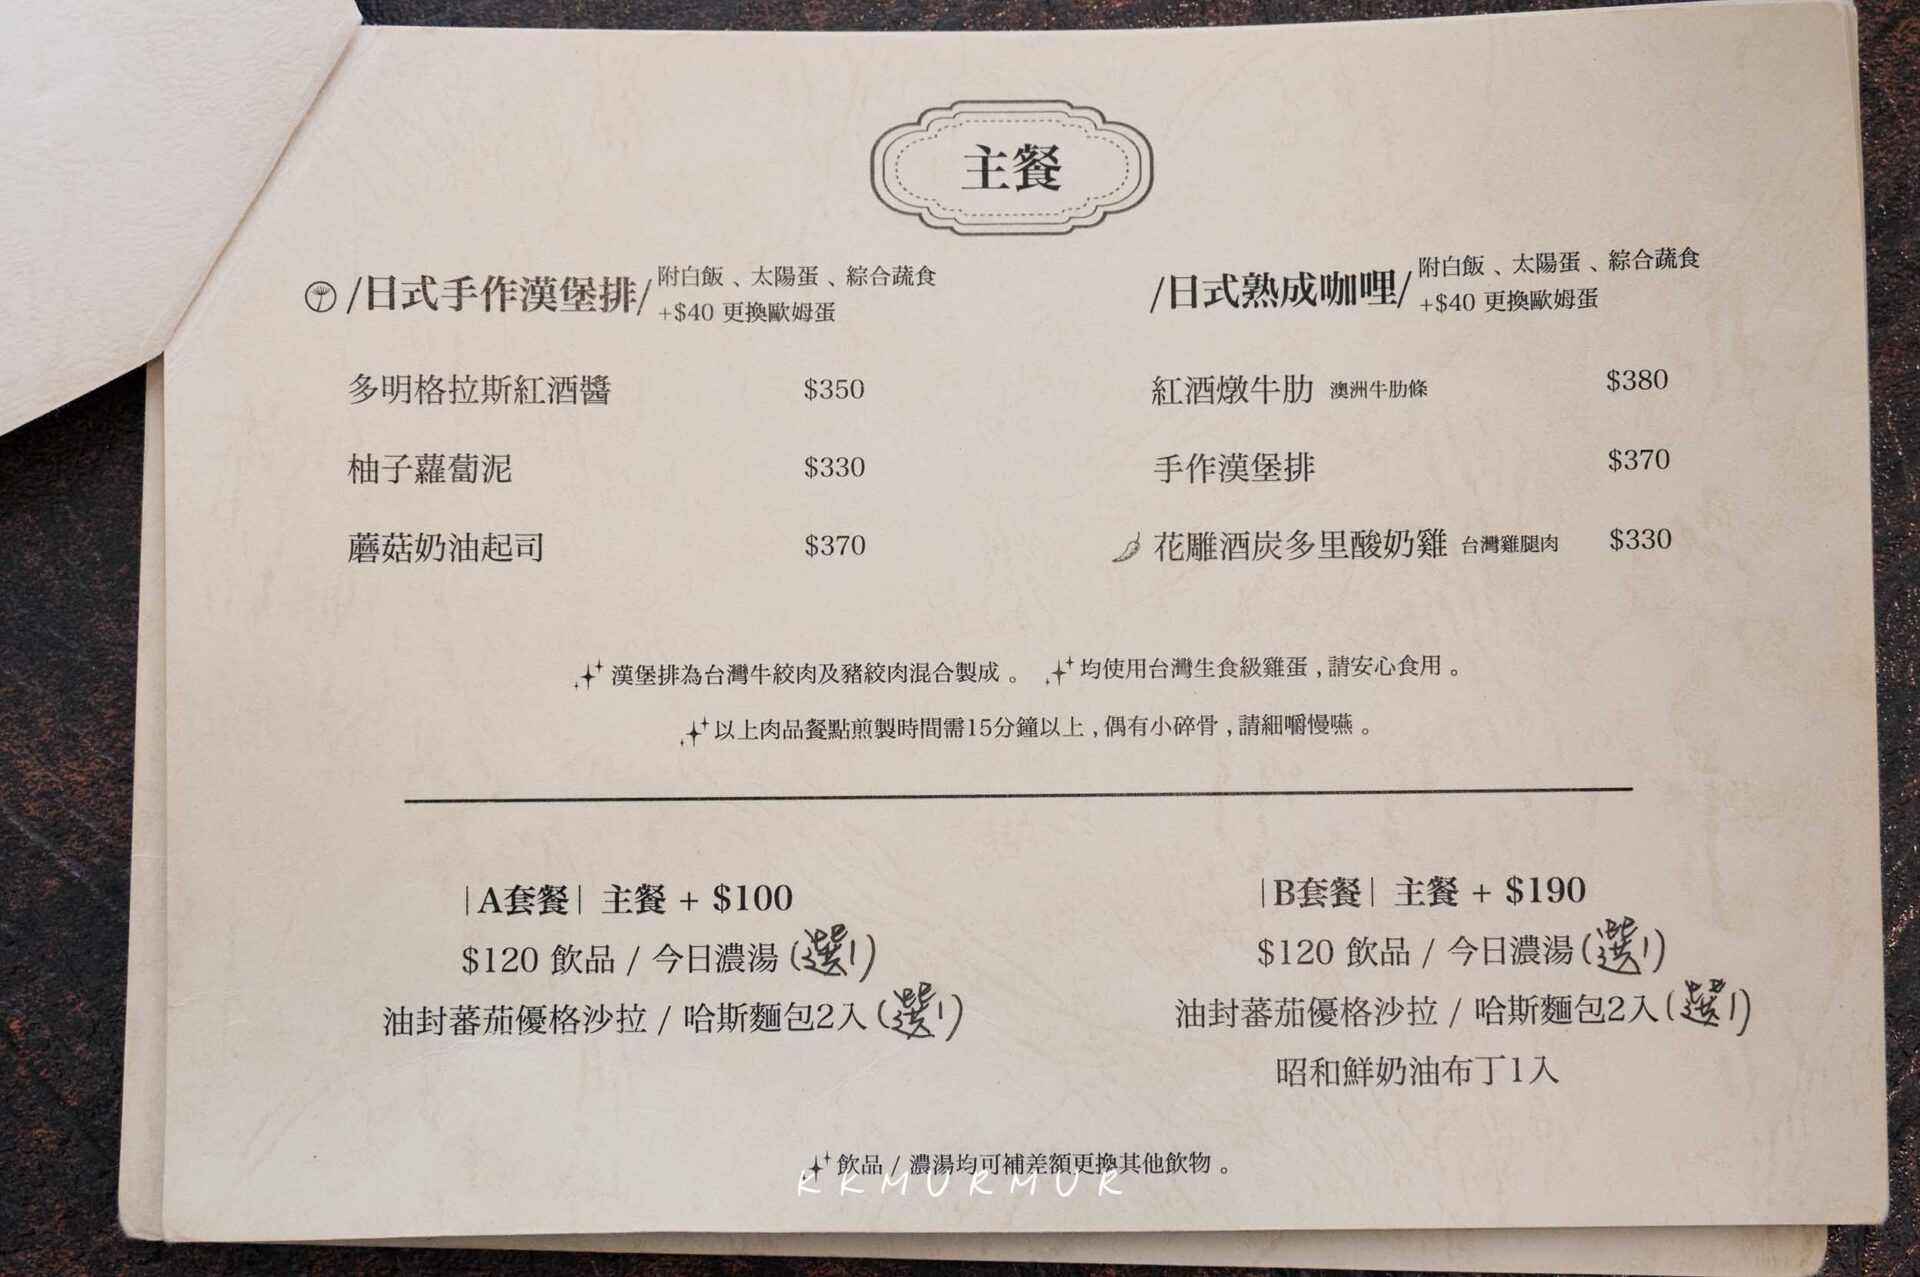 主餐
/日式手作漢堡排/ 附白飯、太陽蛋、綜合蔬食
+$40 更換歐姆蛋
多明格拉斯紅酒醬 $350
柚子蘿蔔泥 $330
蘑菇奶油起司 $370
/日式熟成咖哩/ 附白飯、太陽蛋、綜合蔬食
+$40 更換歐姆蛋
紅酒燉牛肋 澳洲牛肋條 $380
手作漢堡排 $370
花雕酒炭多里酸奶雞 台灣雞腿肉 $330
漢堡排為台灣牛絞肉及豬絞肉混合製成。 均使用台灣生食級雞蛋,請安心食用。
以上肉品餐點煎製時間需15分鐘以上,偶有小碎骨,請細嚼慢嚥。
|A套餐| 主餐 + $100
$120 飲品 / 今日濃湯(選1)
油封蕃茄優格沙拉 / 哈斯麵包2入(選1)
|B套餐| 主餐 + $190
$120 飲品 / 今日濃湯(選1)
油封蕃茄優格沙拉 / 哈斯麵包2入(選1)
昭和鮮奶油布丁1入
飲品 / 濃湯均可補差額更換其他飲物。
KKMURMUR